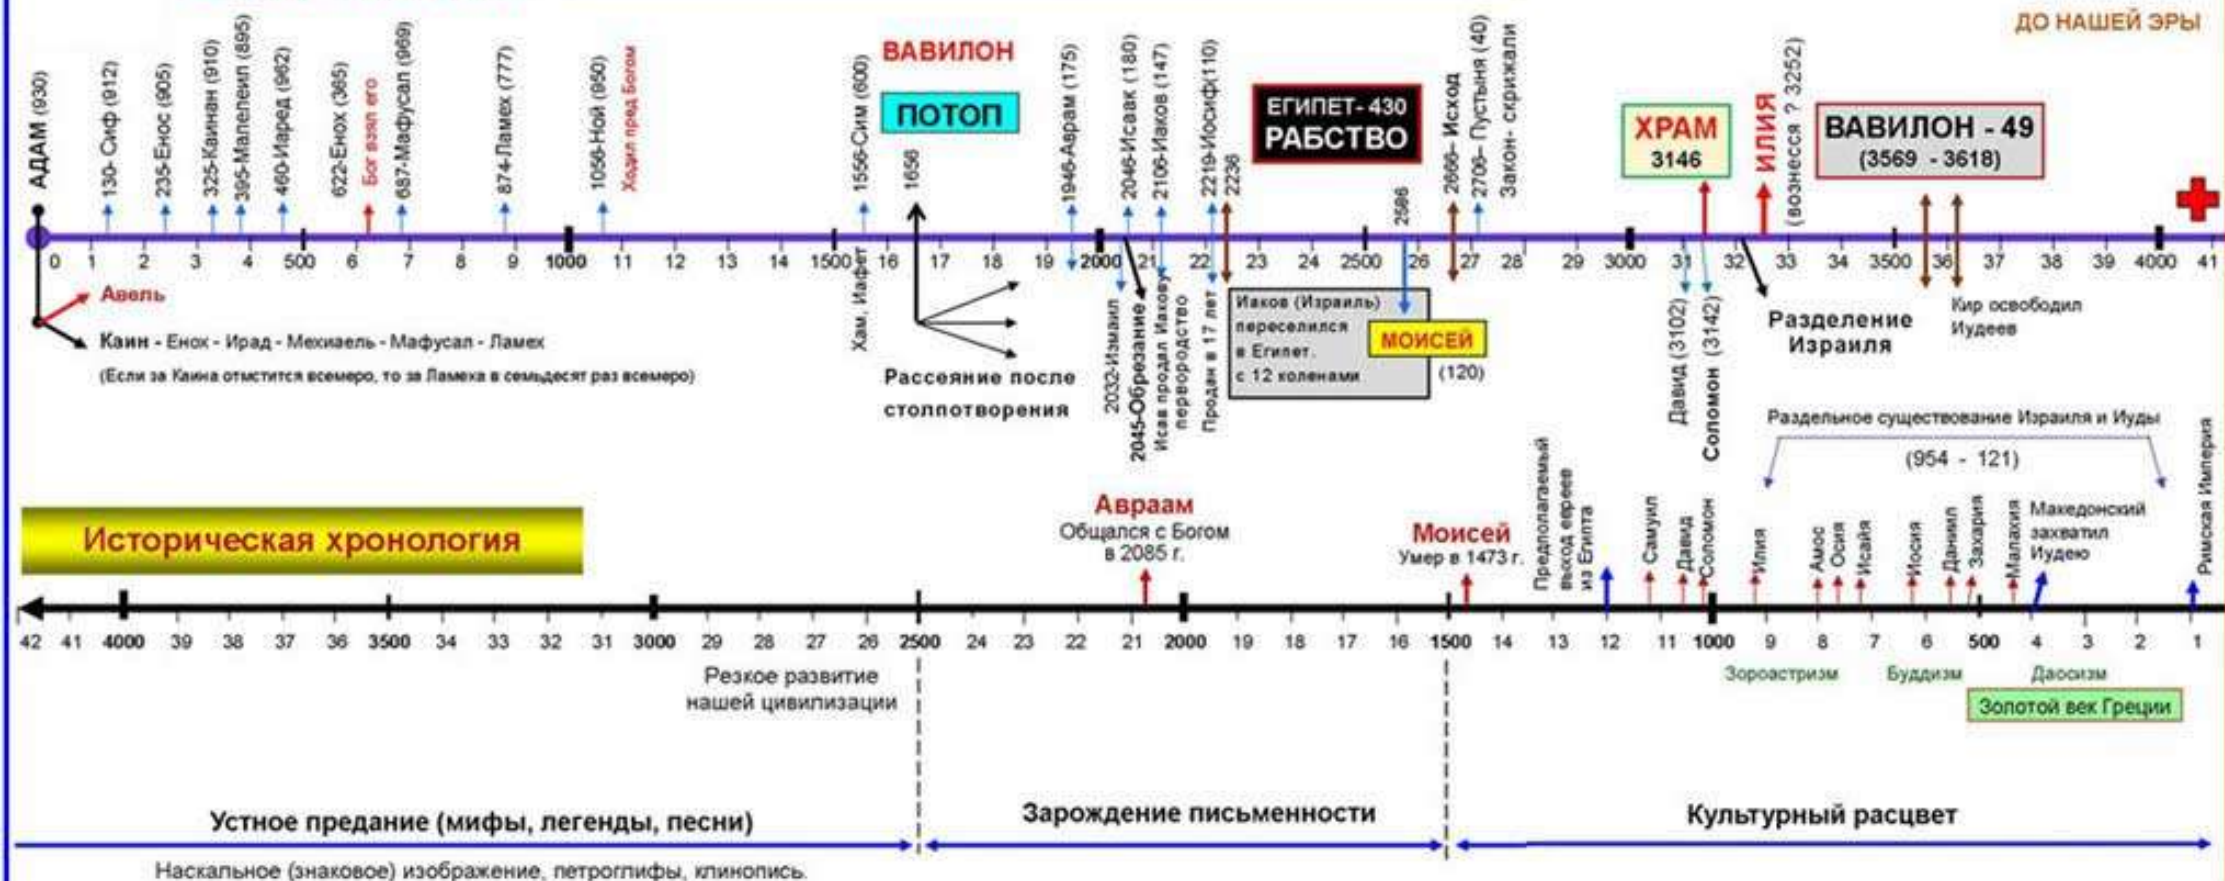 ДО НАШЕЙ ЭРЫ
АДАМ (930)
130- Сиф (912)
235-Енос (905)
325-Каинан (910)
395-Малелеил (895)
460-Иаред (962)
622-Енох (365)
Бог взял его
687-Мафусал (969)
874-Ламех (777)
1056-Ной (950)
Ходил пред Богом
1556-Сим (600)
ВАВИЛОН
ПОТОП
1656
1946-Аврам (175)
2046-Исаак (180)
2106-Иаков (147)
2219-Иосиф(110)
2236
ЕГИПЕТ- 430
РАБСТВО
2586
2666– Исход
2706– Пустыня (40)
Закон- скрижали
ХРАМ
3146
ИЛИЯ
(вознесся ? 3252)
ВАВИЛОН - 49
(3569 - 3618)
0 1 2 3 4 500 6 7 8 9 1000 11 12 13 14 1500 16 17 18 19 2000 21 22 23 24 2500 26 27 28 29 3000 31 32 33 34 3500 36 37 38 39 4000 41
Авель
Каин - Енох - Ирад - Мехиаель - Мафусал - Ламех
(Если за Каина отмстится всемеро, то за Ламеха в семьдесят раз всемеро)
Хам, Иафет
Рассеяние после
столпотворения
2032-Измаил
2045-Обрезание
Исав продал Иакову
первородство
Продан в 17 лет
Иаков (Израиль)
переселился
в Египет.
с 12 коленами
МОИСЕЙ
(120)
Давид (3102)
Соломон (3142)
Разделение
Израиля
Кир освободил
Иудеев
Раздельное существование Израиля и Иуды
(954 - 121)
Историческая хронология
Авраам
Общался с Богом
в 2085 г.
Моисей
Умер в 1473 г.
Предполагаемый
выход евреев
из Египта
Самуил
Давид
Соломон
Илия
Амос
Осия
Исайя
Иосия
Даниил
Захария
Малахия
Македонский
захватил
Иудею
Римская Империя
42 41 4000 39 38 37 36 3500 34 33 32 31 3000 29 28 27 26 2500 24 23 22 21 2000 19 18 17 16 1500 14 13 12 11 1000 9 8 7 6 500 4 3 2 1
Резкое развитие
нашей цивилизации
Зороастризм
Буддизм
Даосизм
Золотой век Греции
Устное предание (мифы, легенды, песни)
Зарождение письменности
Культурный расцвет
Наскальное (знаковое) изображение, петроглифы, клинопись.